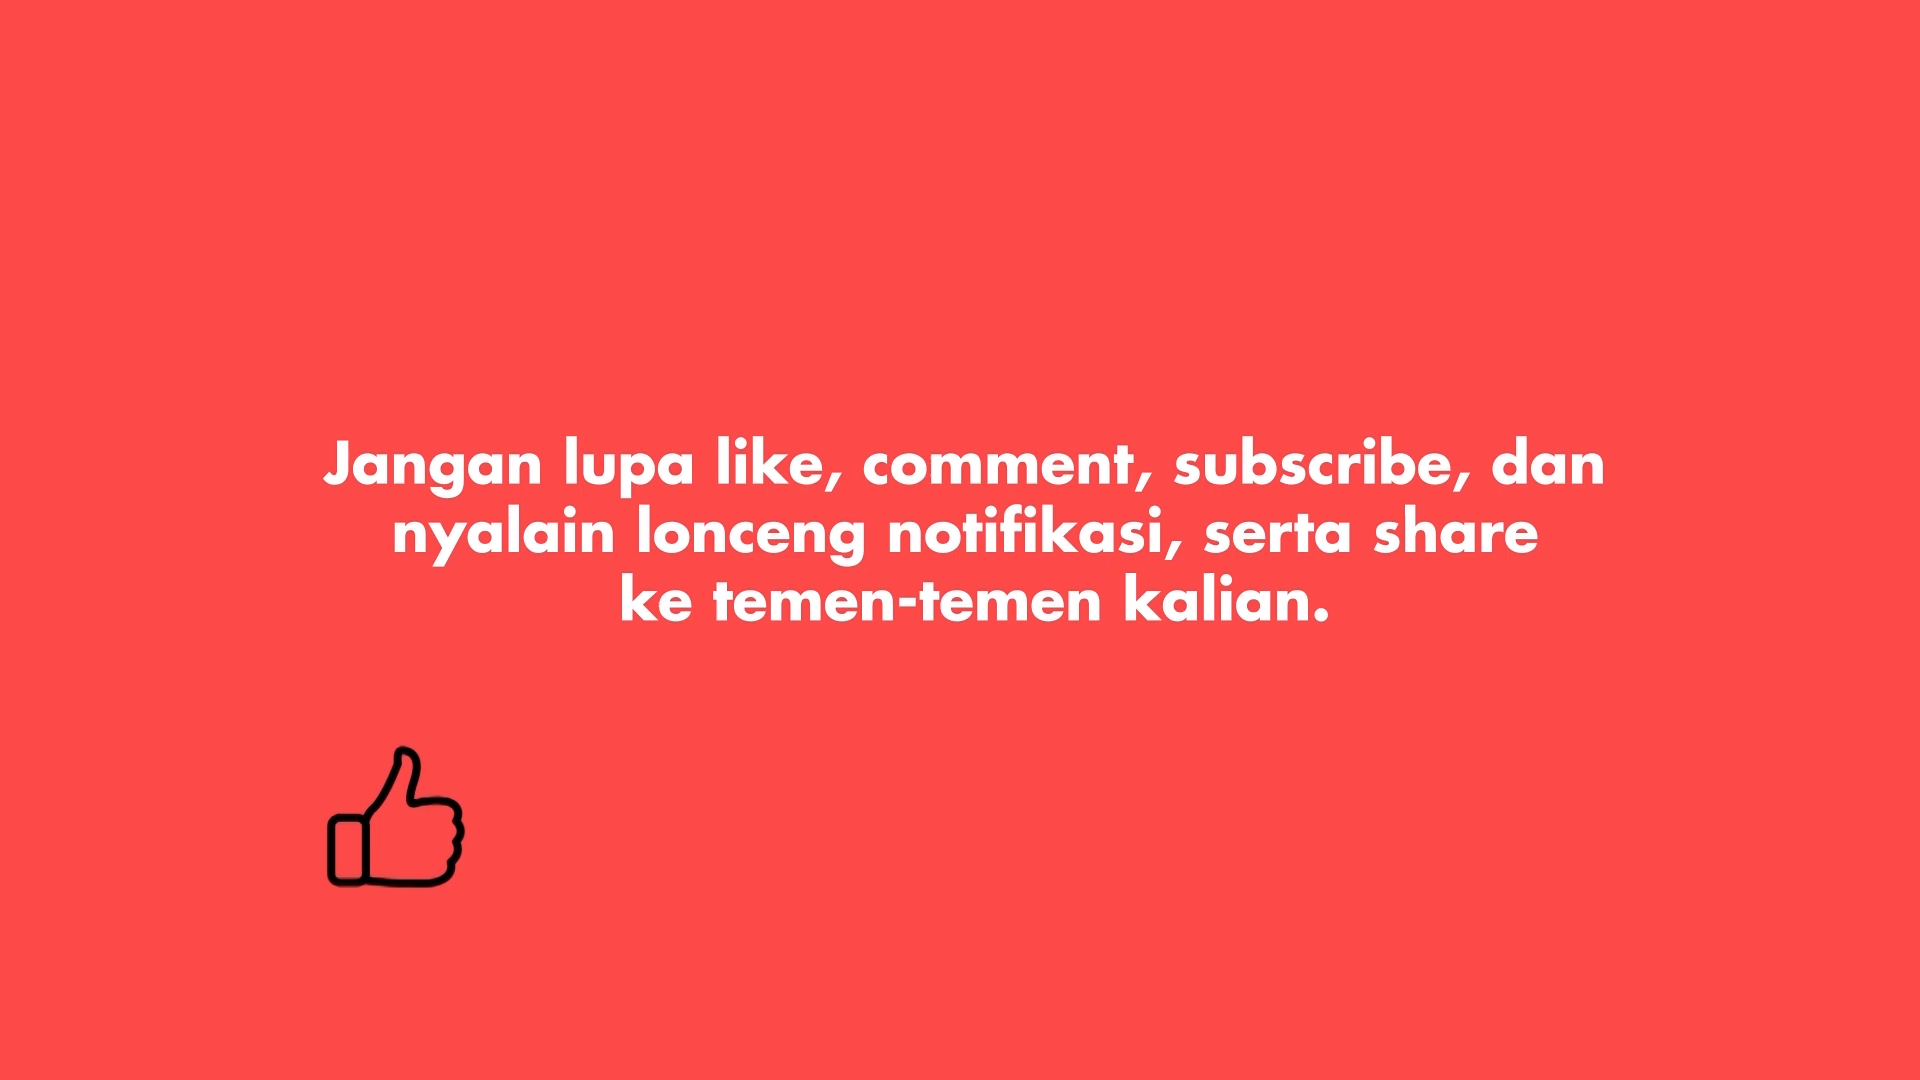 Jangan lupa like, comment, subscribe, dan
nyalain lonceng notifikasi, serta share
ke temen-temen kalian.